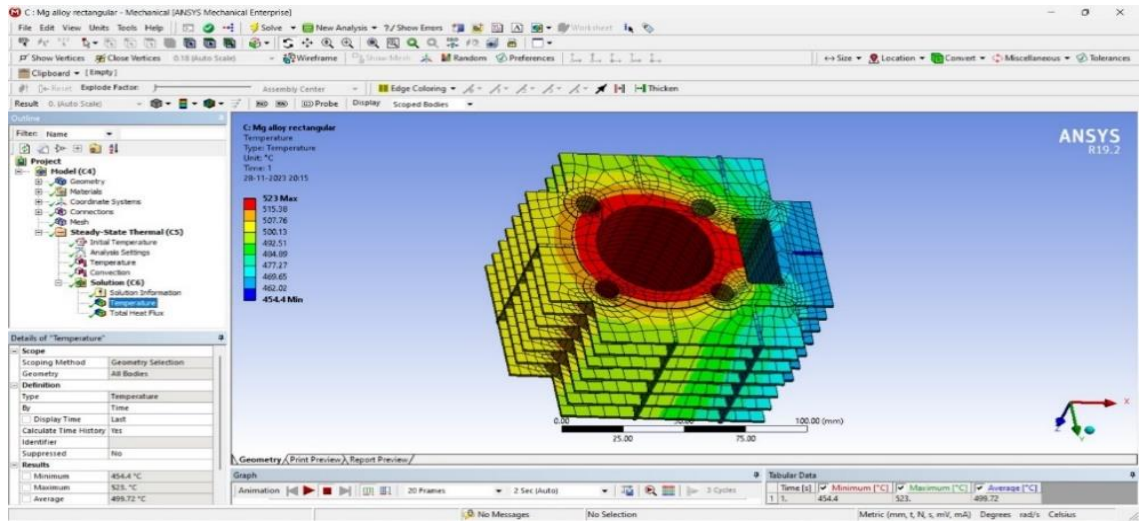 C : Mg alloy rectangular - Mechanical [ANSYS Mechanical Enterprise]
File Edit View Units Tools Help Solve New Analysis ?/ Show Errors Worksheet
Show Vertices Close Vertices 0.18 (Auto Scale) Wireframe Show Mesh Random Preferences Size Location Convert Miscellaneous Tolerances
Clipboard [Empty]
Reset Explode Factor: Assembly Center Edge Coloring Thicken
Result 0. (Auto Scale) Probe Display Scoped Bodies
Outline
Filter: Name
Project
Model (C4)
Geometry
Materials
Coordinate Systems
Connections
Mesh
Steady-State Thermal (C5)
Initial Temperature
Analysis Settings
Temperature
Convection
Solution (C6)
Solution Information
Temperature
Total Heat Flux
Details of "Temperature"
Scope
Scoping Method Geometry Selection
Geometry All Bodies
Definition
Type Temperature
By Time
Display Time Last
Calculate Time History Yes
Identifier
Suppressed No
Results
Minimum 454.4 °C
Maximum 523. °C
Average 499.72 °C
C: Mg alloy rectangular
Temperature
Type: Temperature
Unit: °C
Time: 1
28-11-2023 20:15
523 Max
515.38
507.76
500.13
492.51
484.89
477.27
469.65
462.02
454.4 Min
ANSYS
R19.2
0.00 50.00 100.00 (mm)
25.00 75.00
X
Z
Y
Geometry Print Preview Report Preview
Graph
Animation 20 Frames 2 Sec (Auto) 3 Cycles
Tabular Data
Time [s] Minimum [°C] Maximum [°C] Average [°C]
1 1. 454.4 523. 499.72
No Messages No Selection Metric (mm, t, N, s, mV, mA) Degrees rad/s Celsius